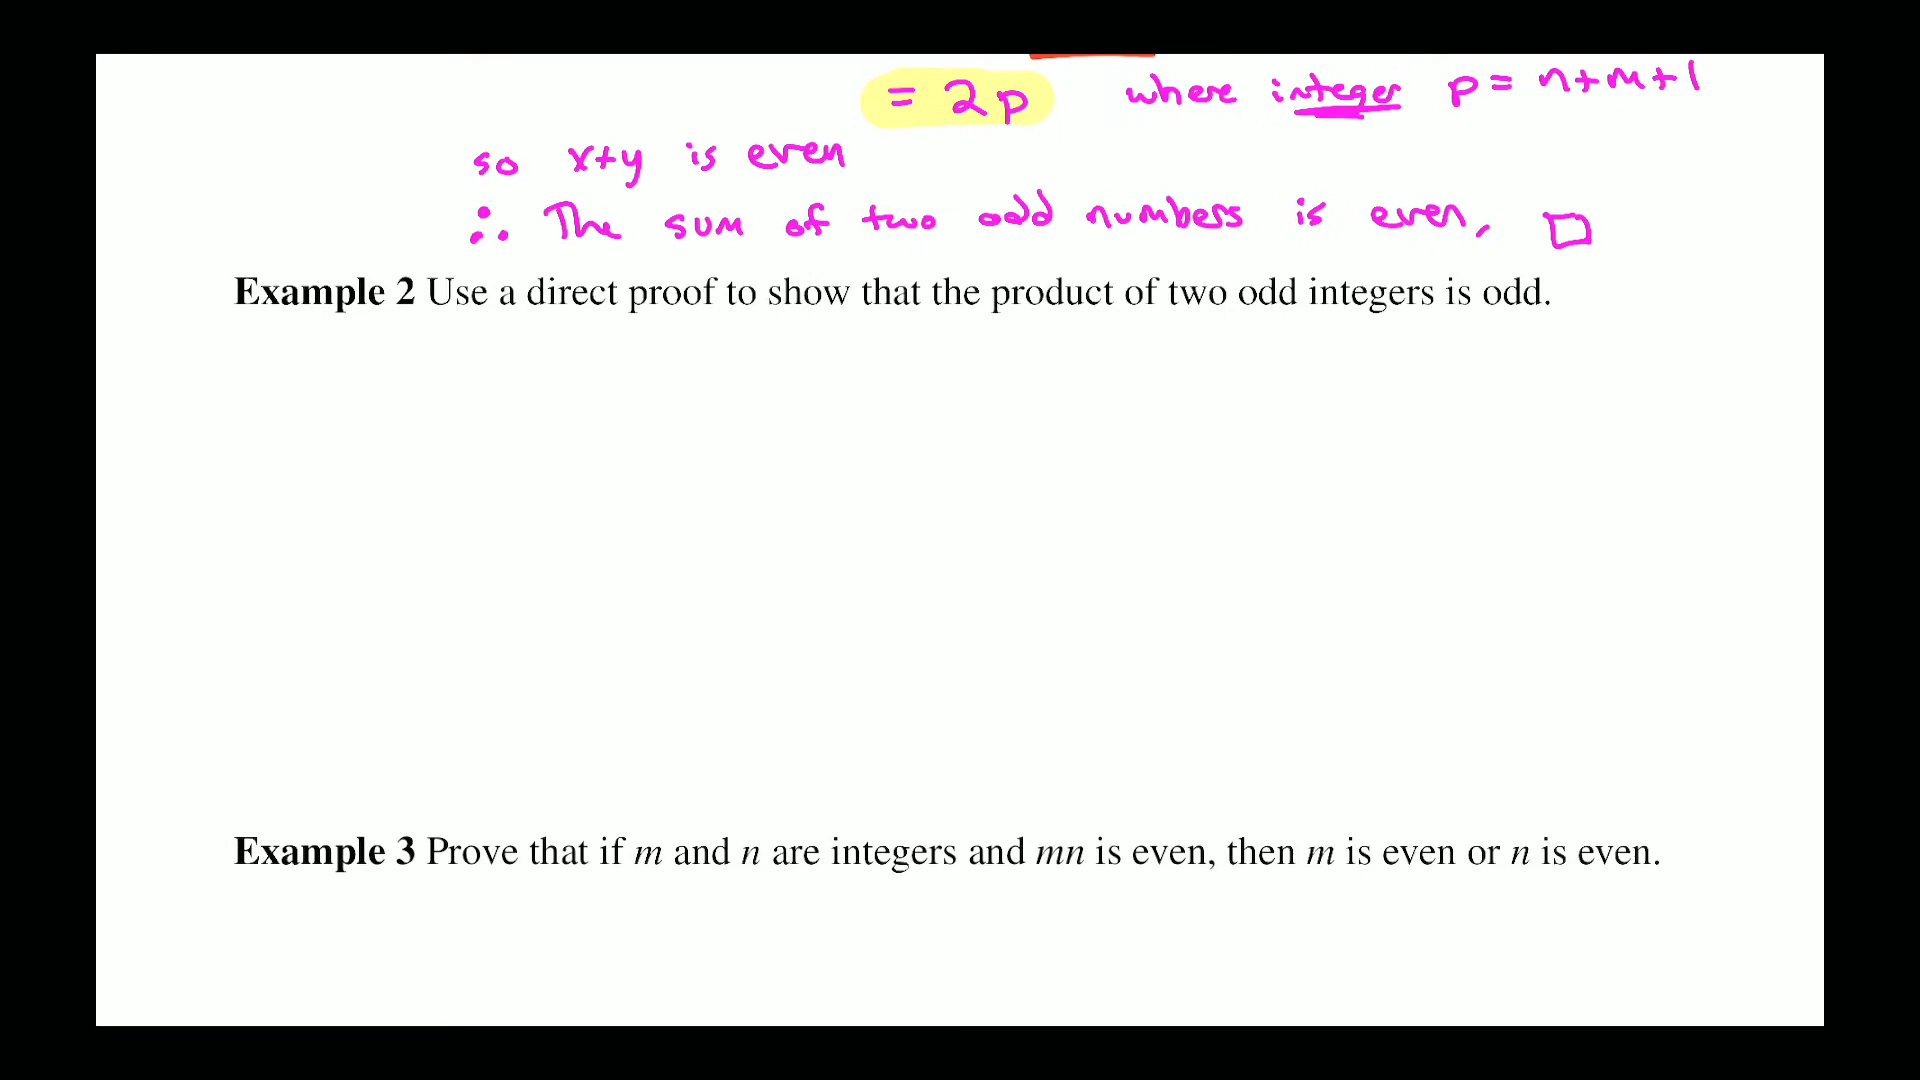 = 2p where integer p = n+m+1
so x+y is even
∴ The sum of two odd numbers is even, □
Example 2 Use a direct proof to show that the product of two odd integers is odd.
Example 3 Prove that if m and n are integers and mn is even, then m is even or n is even.